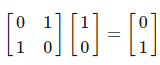 [0 1; 1 0] [1; 0] = [0; 1]